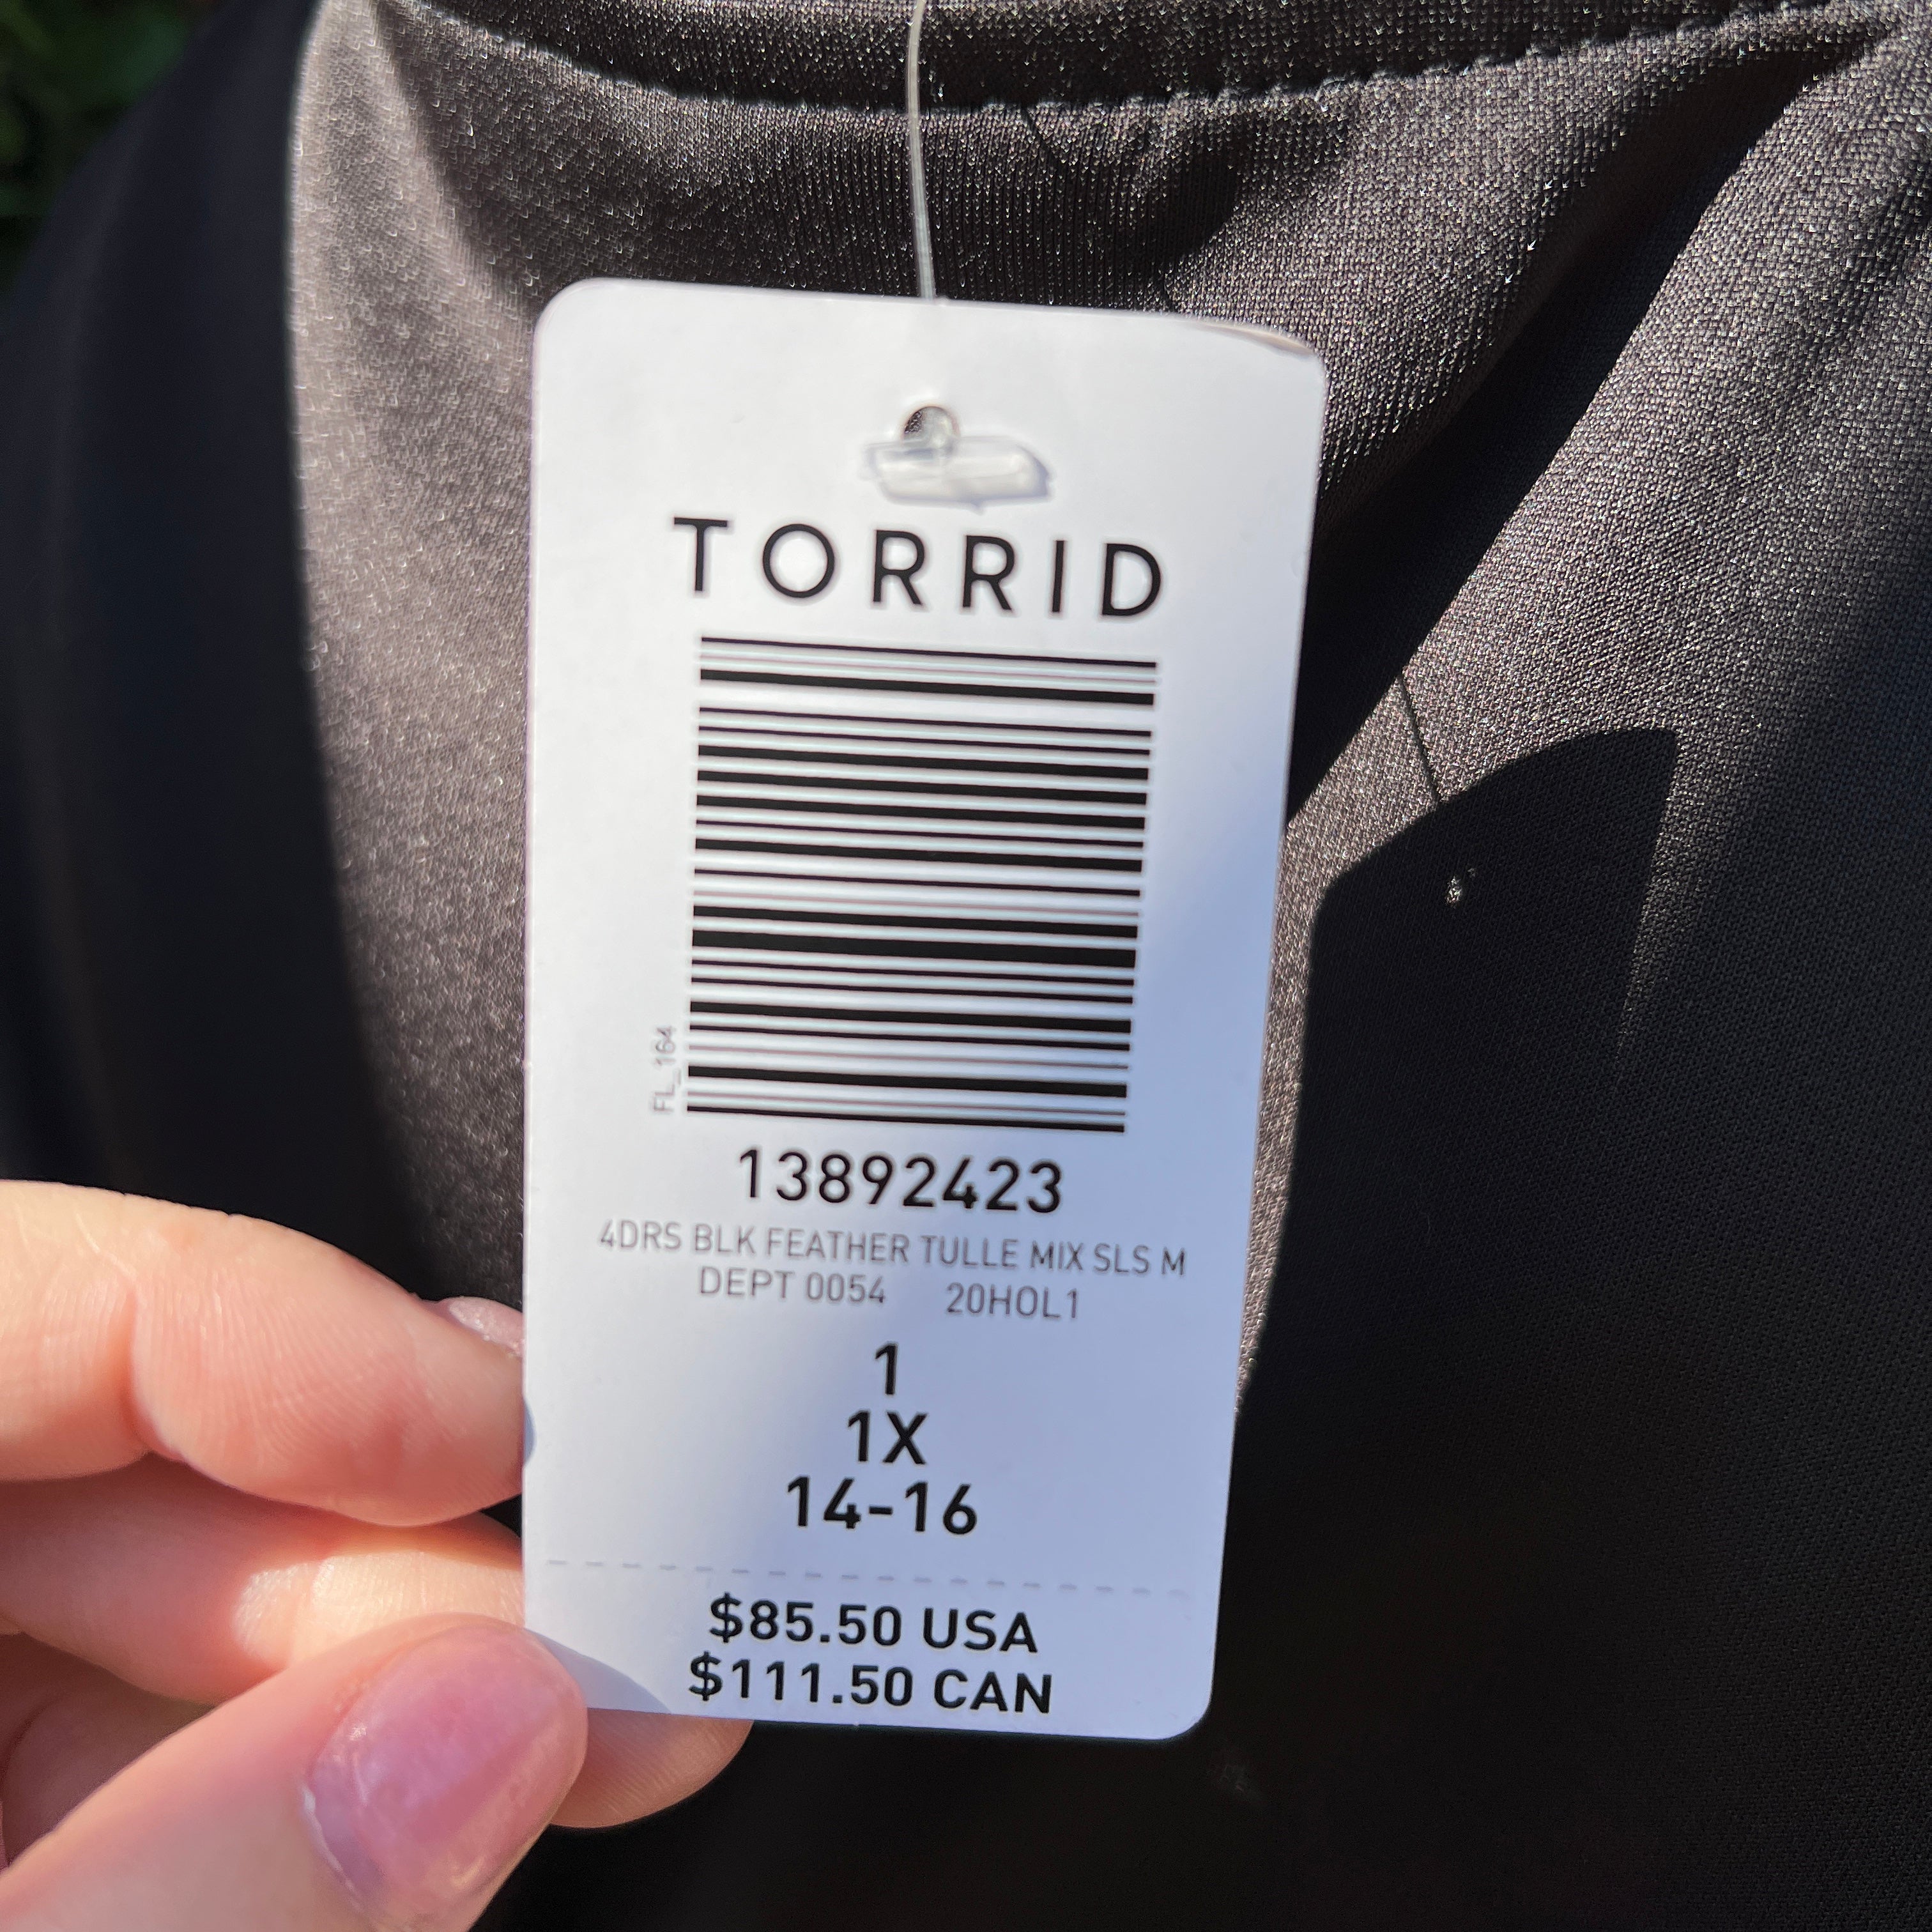 TORRID
FL_164
13892423
4DRS BLK FEATHER TULLE MIX SLS M
DEPT 0054 20HOL1
1
1X
14-16
$85.50 USA
$111.50 CAN